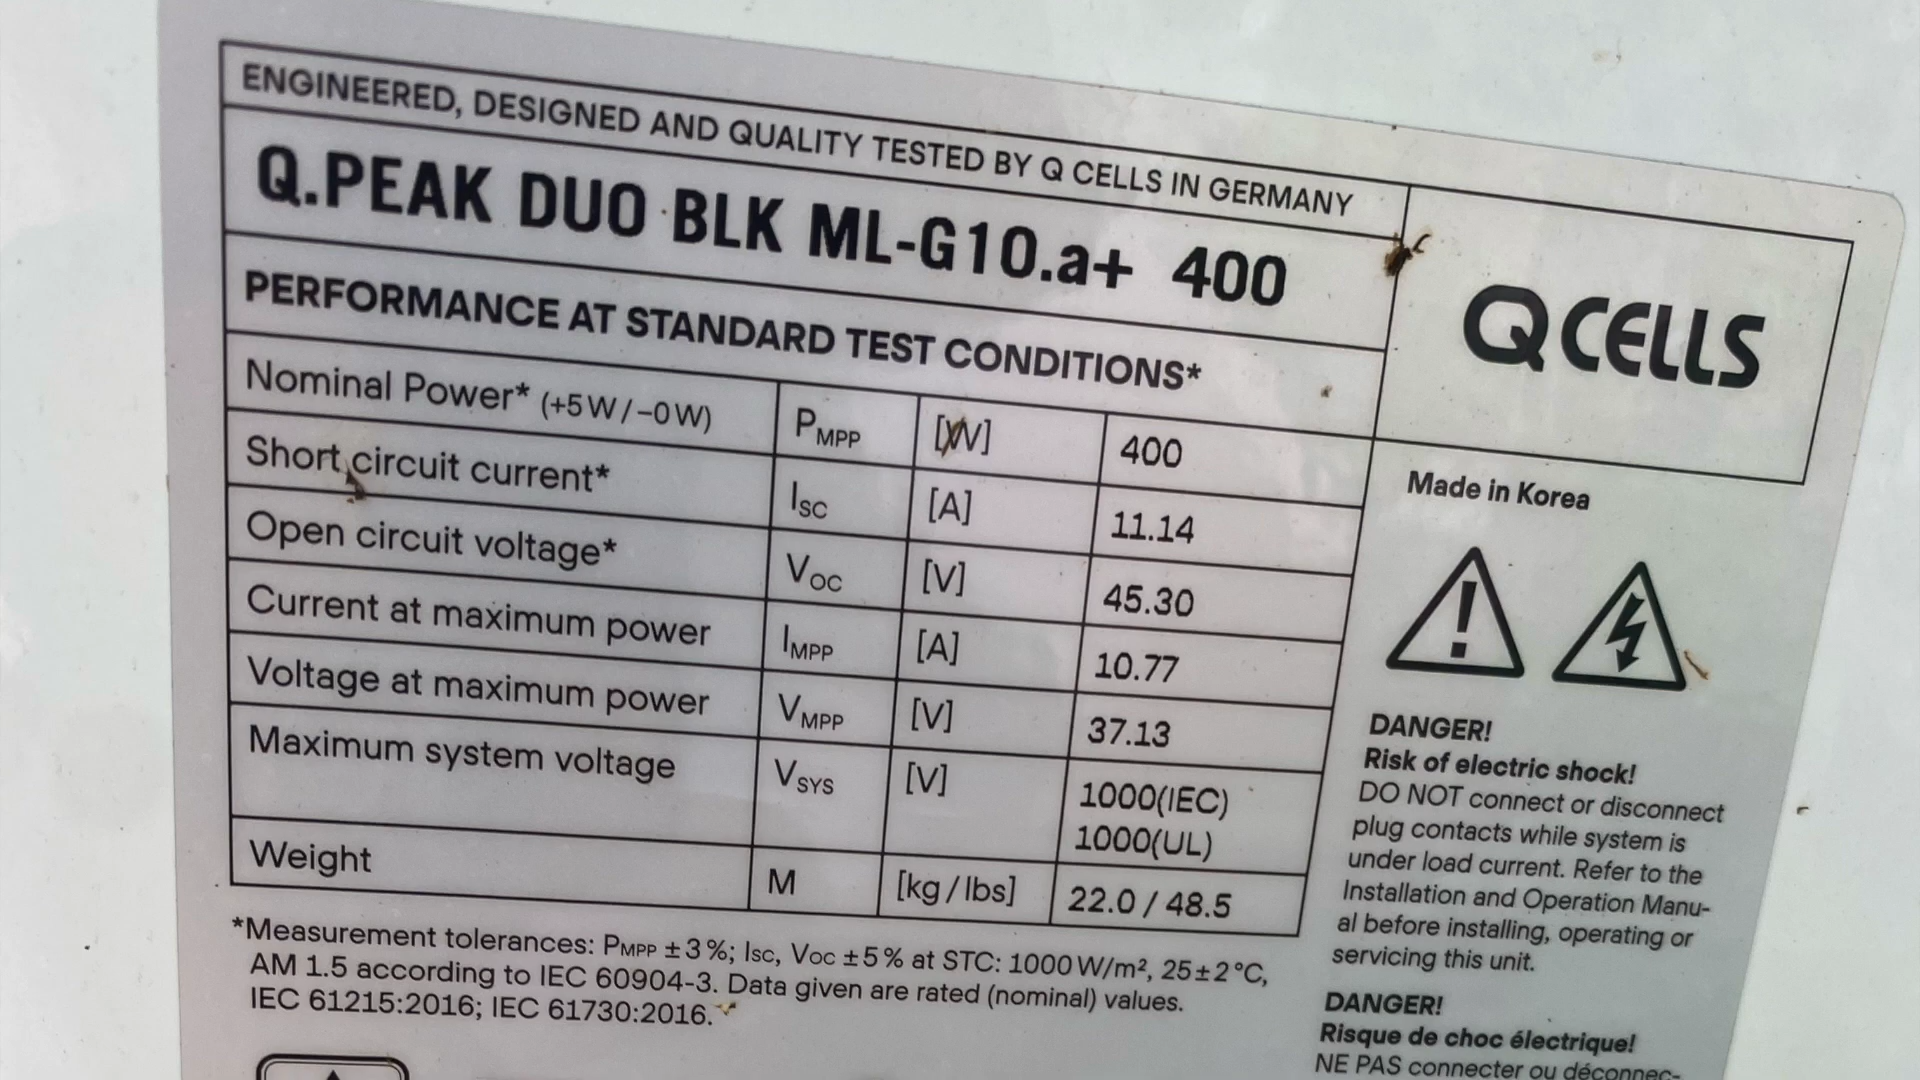 ENGINEERED, DESIGNED AND QUALITY TESTED BY Q CELLS IN GERMANY
Q.PEAK DUO BLK ML-G10.a+ 400
PERFORMANCE AT STANDARD TEST CONDITIONS*
Nominal Power* (+5W/-0W) PMPP [W] 400
Short circuit current* ISC [A] 11.14
Open circuit voltage* VOC [V] 45.30
Current at maximum power IMPP [A] 10.77
Voltage at maximum power VMPP [V] 37.13
Maximum system voltage VSYS [V] 1000(IEC)
1000(UL)
Weight M [kg/lbs] 22.0 / 48.5
*Measurement tolerances: PMPP ±3%; ISC, VOC ±5% at STC: 1000W/m², 25±2°C,
AM 1.5 according to IEC 60904-3. Data given are rated (nominal) values.
IEC 61215:2016; IEC 61730:2016.
Q CELLS
Made in Korea
DANGER!
Risk of electric shock!
DO NOT connect or disconnect
plug contacts while system is
under load current. Refer to the
Installation and Operation Manu-
al before installing, operating or
servicing this unit.
DANGER!
Risque de choc électrique!
NE PAS connecter ou déconnec-